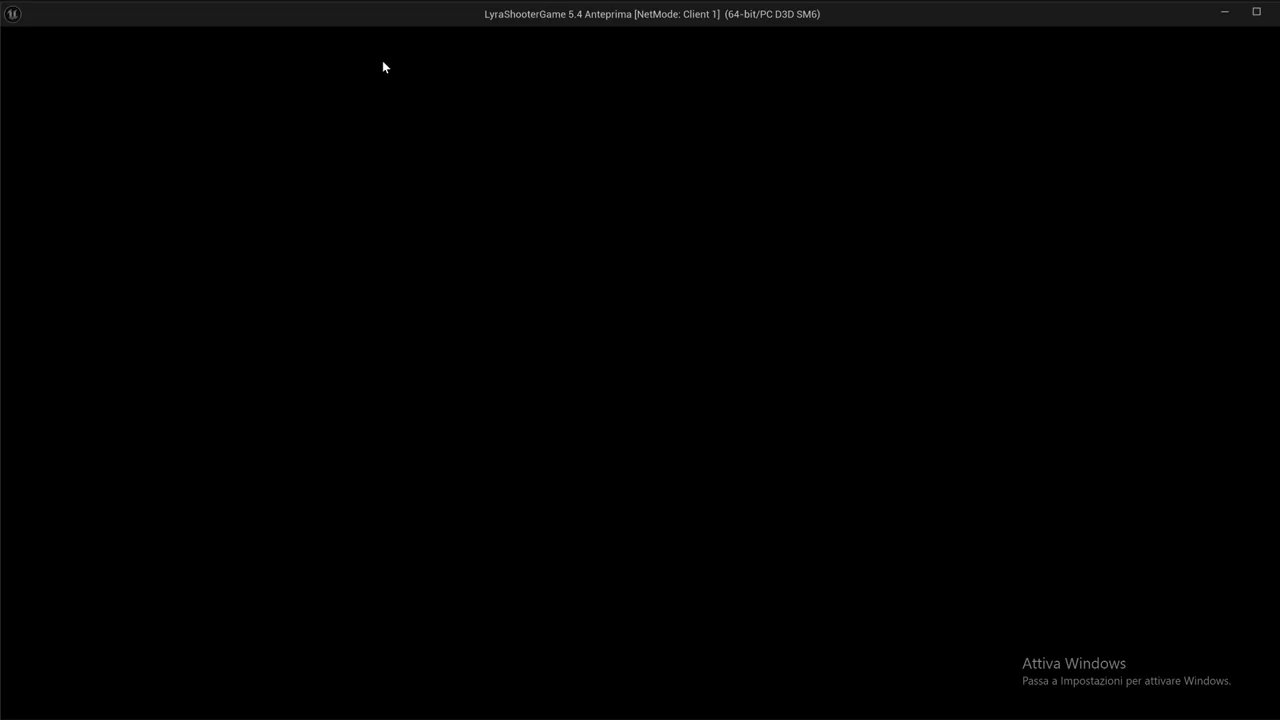 LyraShooterGame 5.4 Anteprima [NetMode: Client 1] (64-bit/PC D3D SM6)
Attiva Windows
Passa a Impostazioni per attivare Windows.